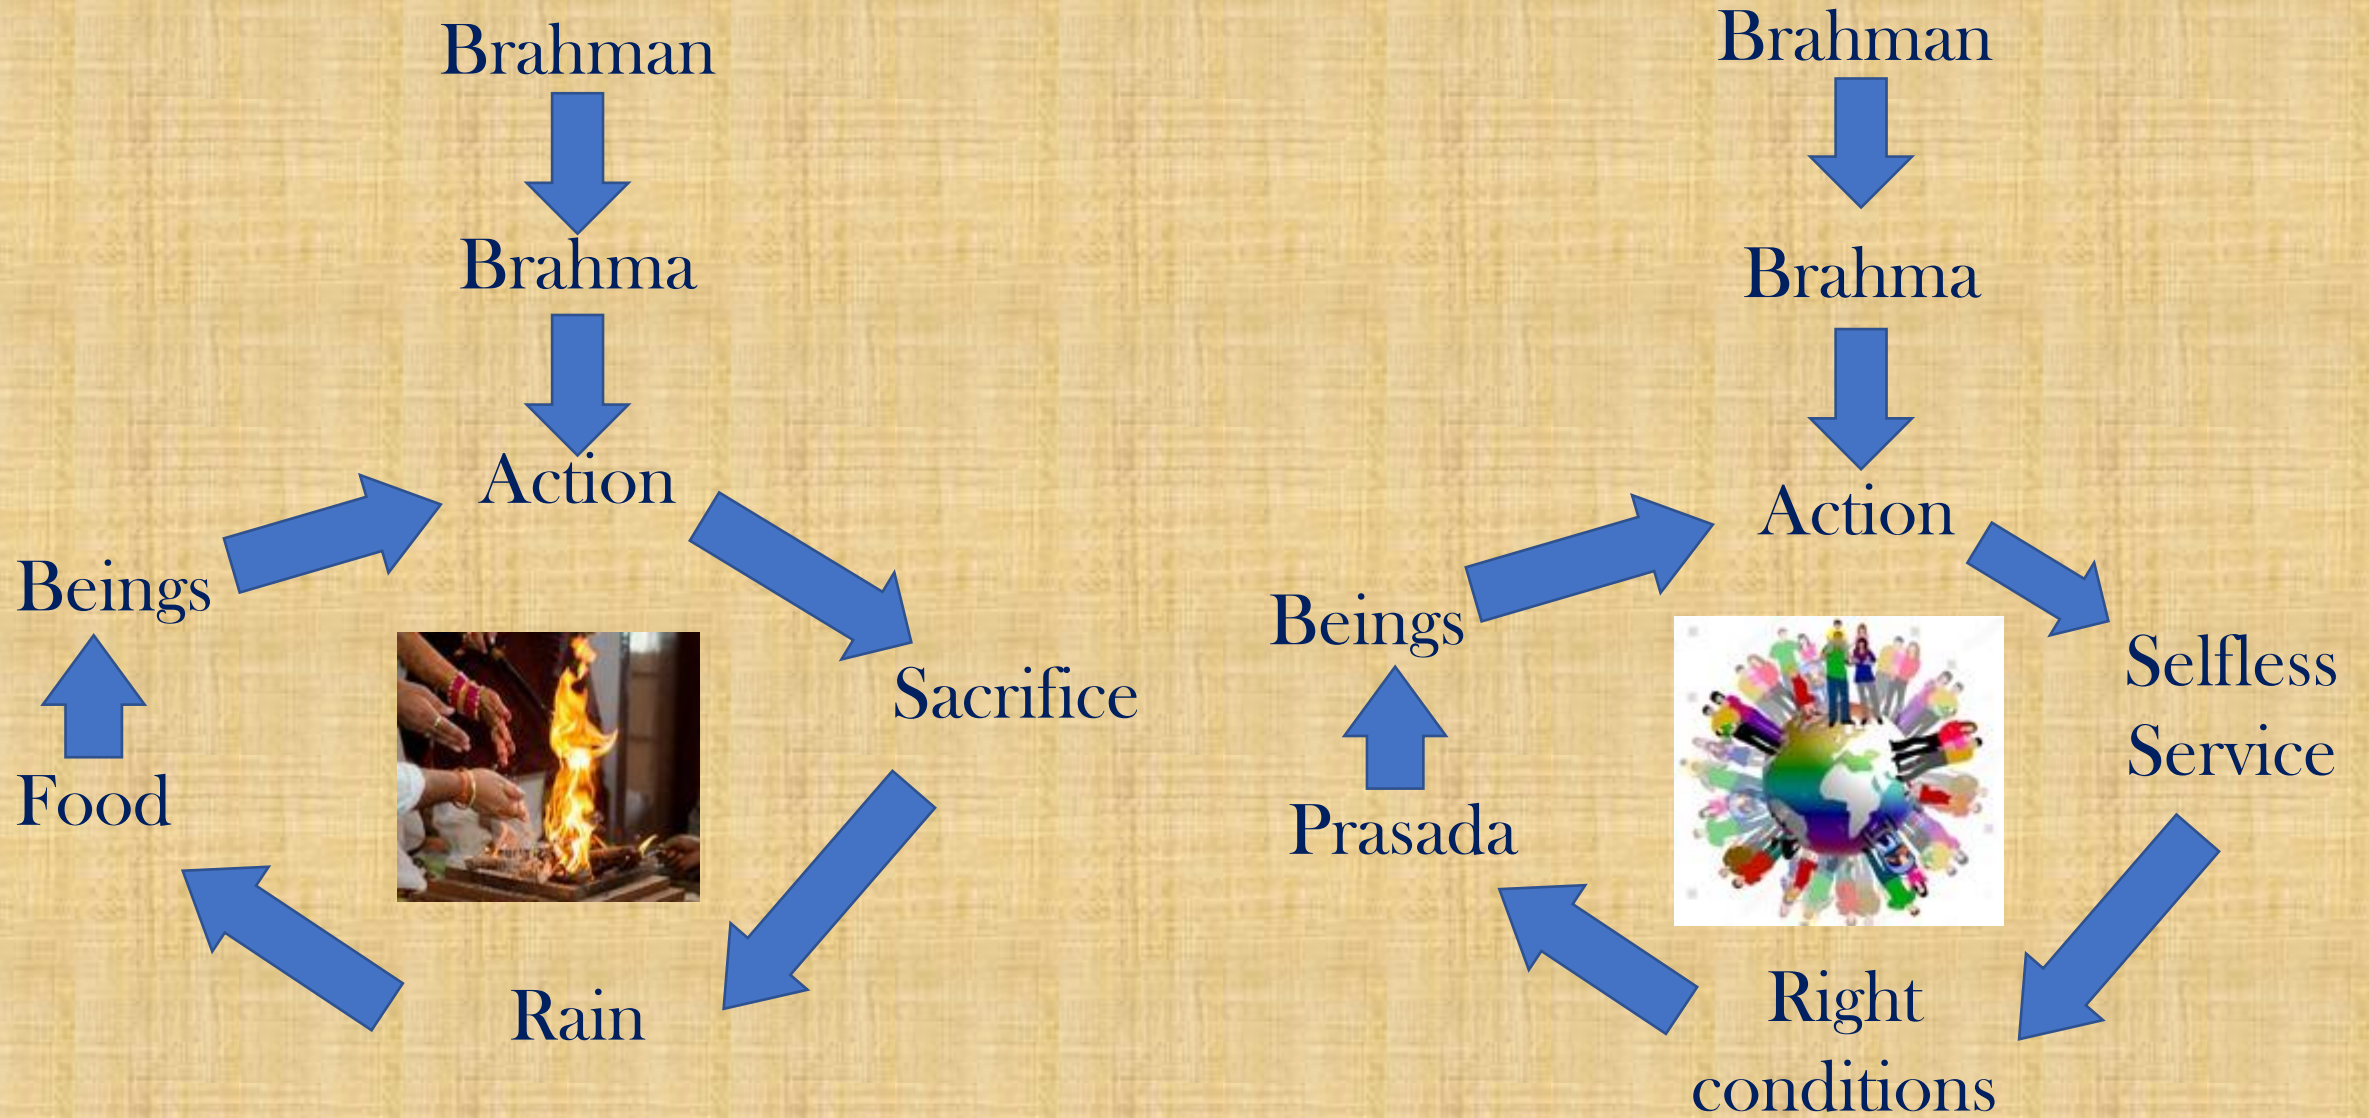 Brahman
Brahma
Action
Beings
Sacrifice
Food
Rain
Brahman
Brahma
Action
Beings
Selfless
Service
Prasada
Right
conditions